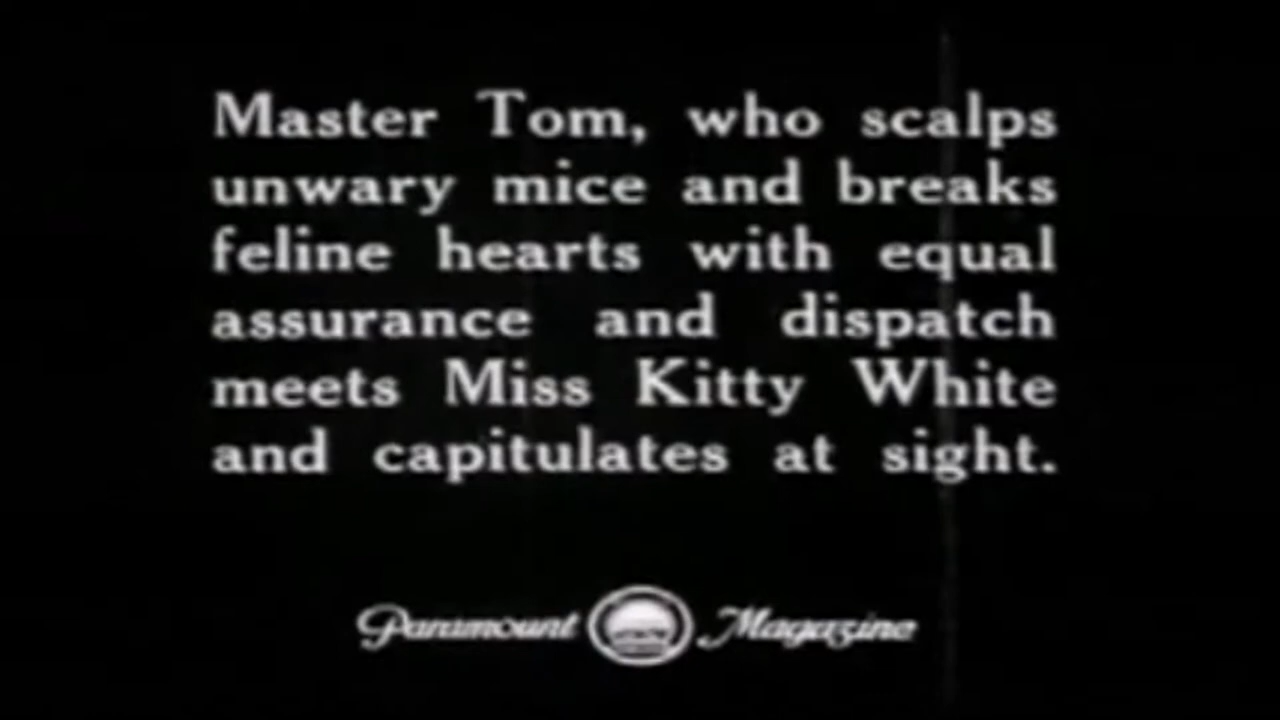 Master Tom, who scalps
unwary mice and breaks
feline hearts with equal
assurance and dispatch
meets Miss Kitty White
and capitulates at sight.
Paramount Magazine